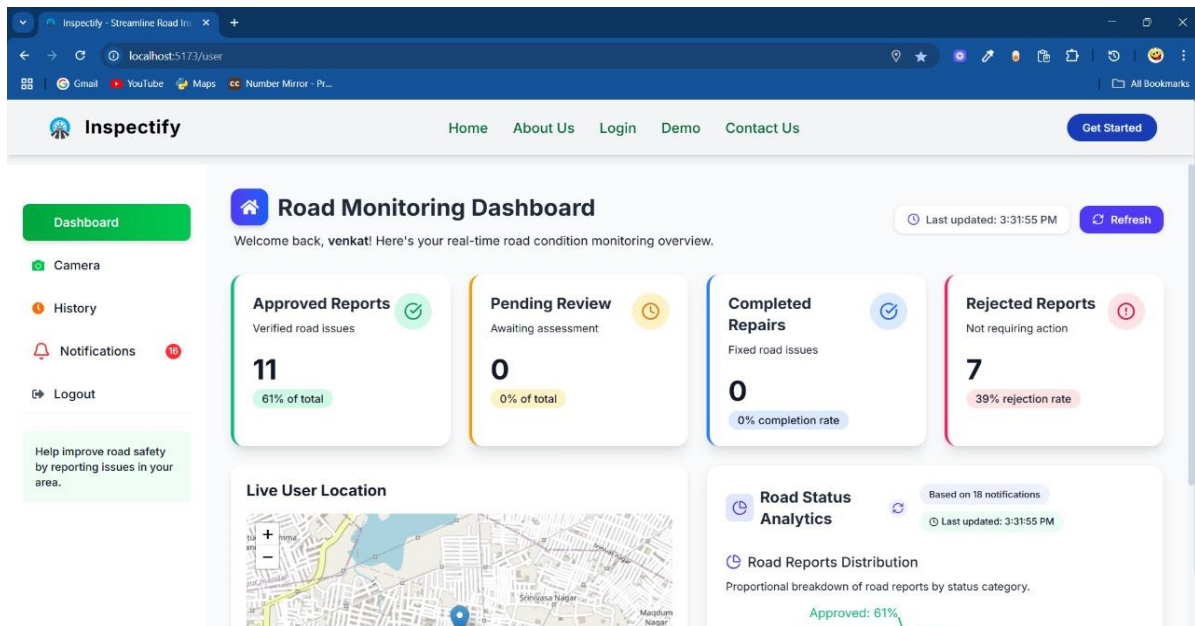 Inspectify - Streamline Road In
localhost:5173/user
Gmail
YouTube
Maps
Number Mirror - Pr...
All Bookmarks
Inspectify
Home
About Us
Login
Demo
Contact Us
Get Started
Dashboard
Camera
History
Notifications
16
Logout
Help improve road safety
by reporting issues in your
area.
Road Monitoring Dashboard
Welcome back, venkat! Here's your real-time road condition monitoring overview.
Last updated: 3:31:55 PM
Refresh
Approved Reports
Verified road issues
11
61% of total
Pending Review
Awaiting assessment
0
0% of total
Completed
Repairs
Fixed road issues
0
0% completion rate
Rejected Reports
Not requiring action
7
39% rejection rate
Live User Location
+
−
Srinivasa Nagar
Maqdum
Nagar
Road Status
Analytics
Based on 18 notifications
Last updated: 3:31:55 PM
Road Reports Distribution
Proportional breakdown of road reports by status category.
Approved: 61%